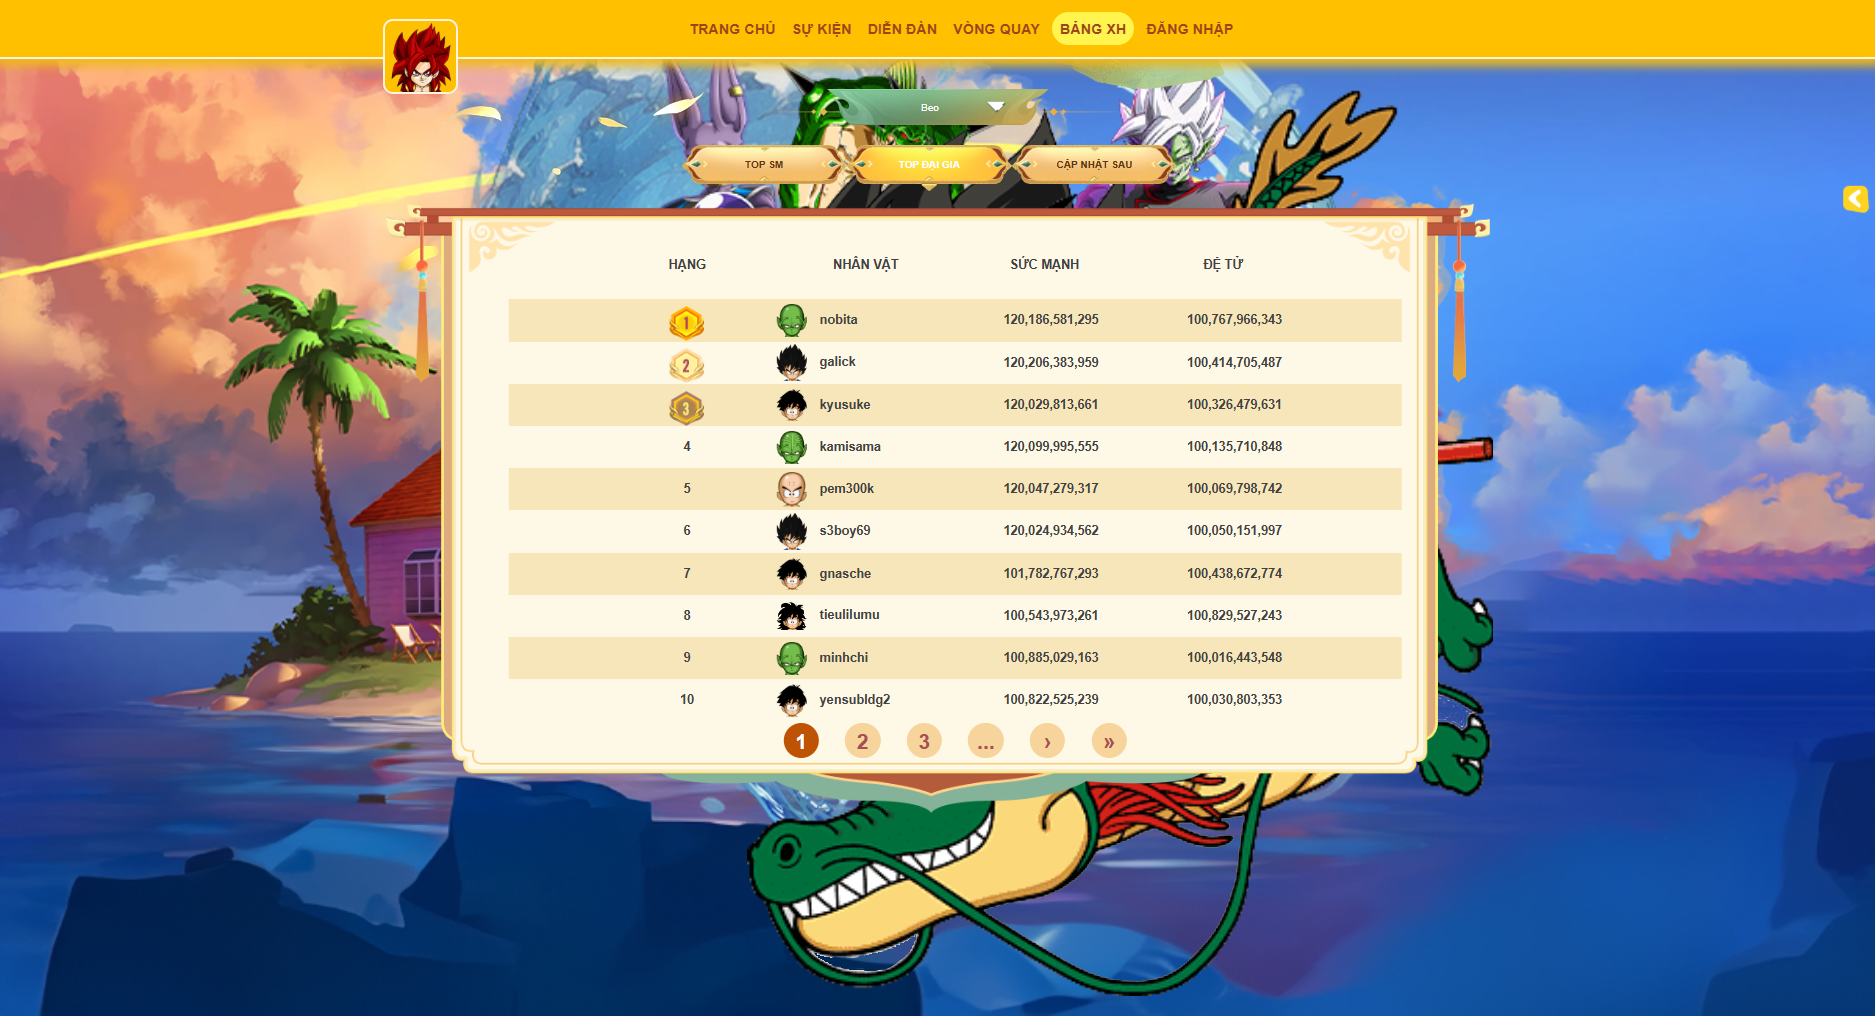 TRANG CHỦ SỰ KIỆN DIỄN ĐÀN VÒNG QUAY BẢNG XH ĐĂNG NHẬP
Beo
TOP SM TOP ĐẠI GIA CẬP NHẬT SAU
HẠNG NHÂN VẬT SỨC MẠNH ĐỆ TỬ
1 nobita 120,186,581,295 100,767,966,343
2 galick 120,206,383,959 100,414,705,487
3 kyusuke 120,029,813,661 100,326,479,631
4 kamisama 120,099,995,555 100,135,710,848
5 pem300k 120,047,279,317 100,069,798,742
6 s3boy69 120,024,934,562 100,050,151,997
7 gnasche 101,782,767,293 100,438,672,774
8 tieulilumu 100,543,973,261 100,829,527,243
9 minhchi 100,885,029,163 100,016,443,548
10 yensubldg2 100,822,525,239 100,030,803,353
1 2 3 ... › »